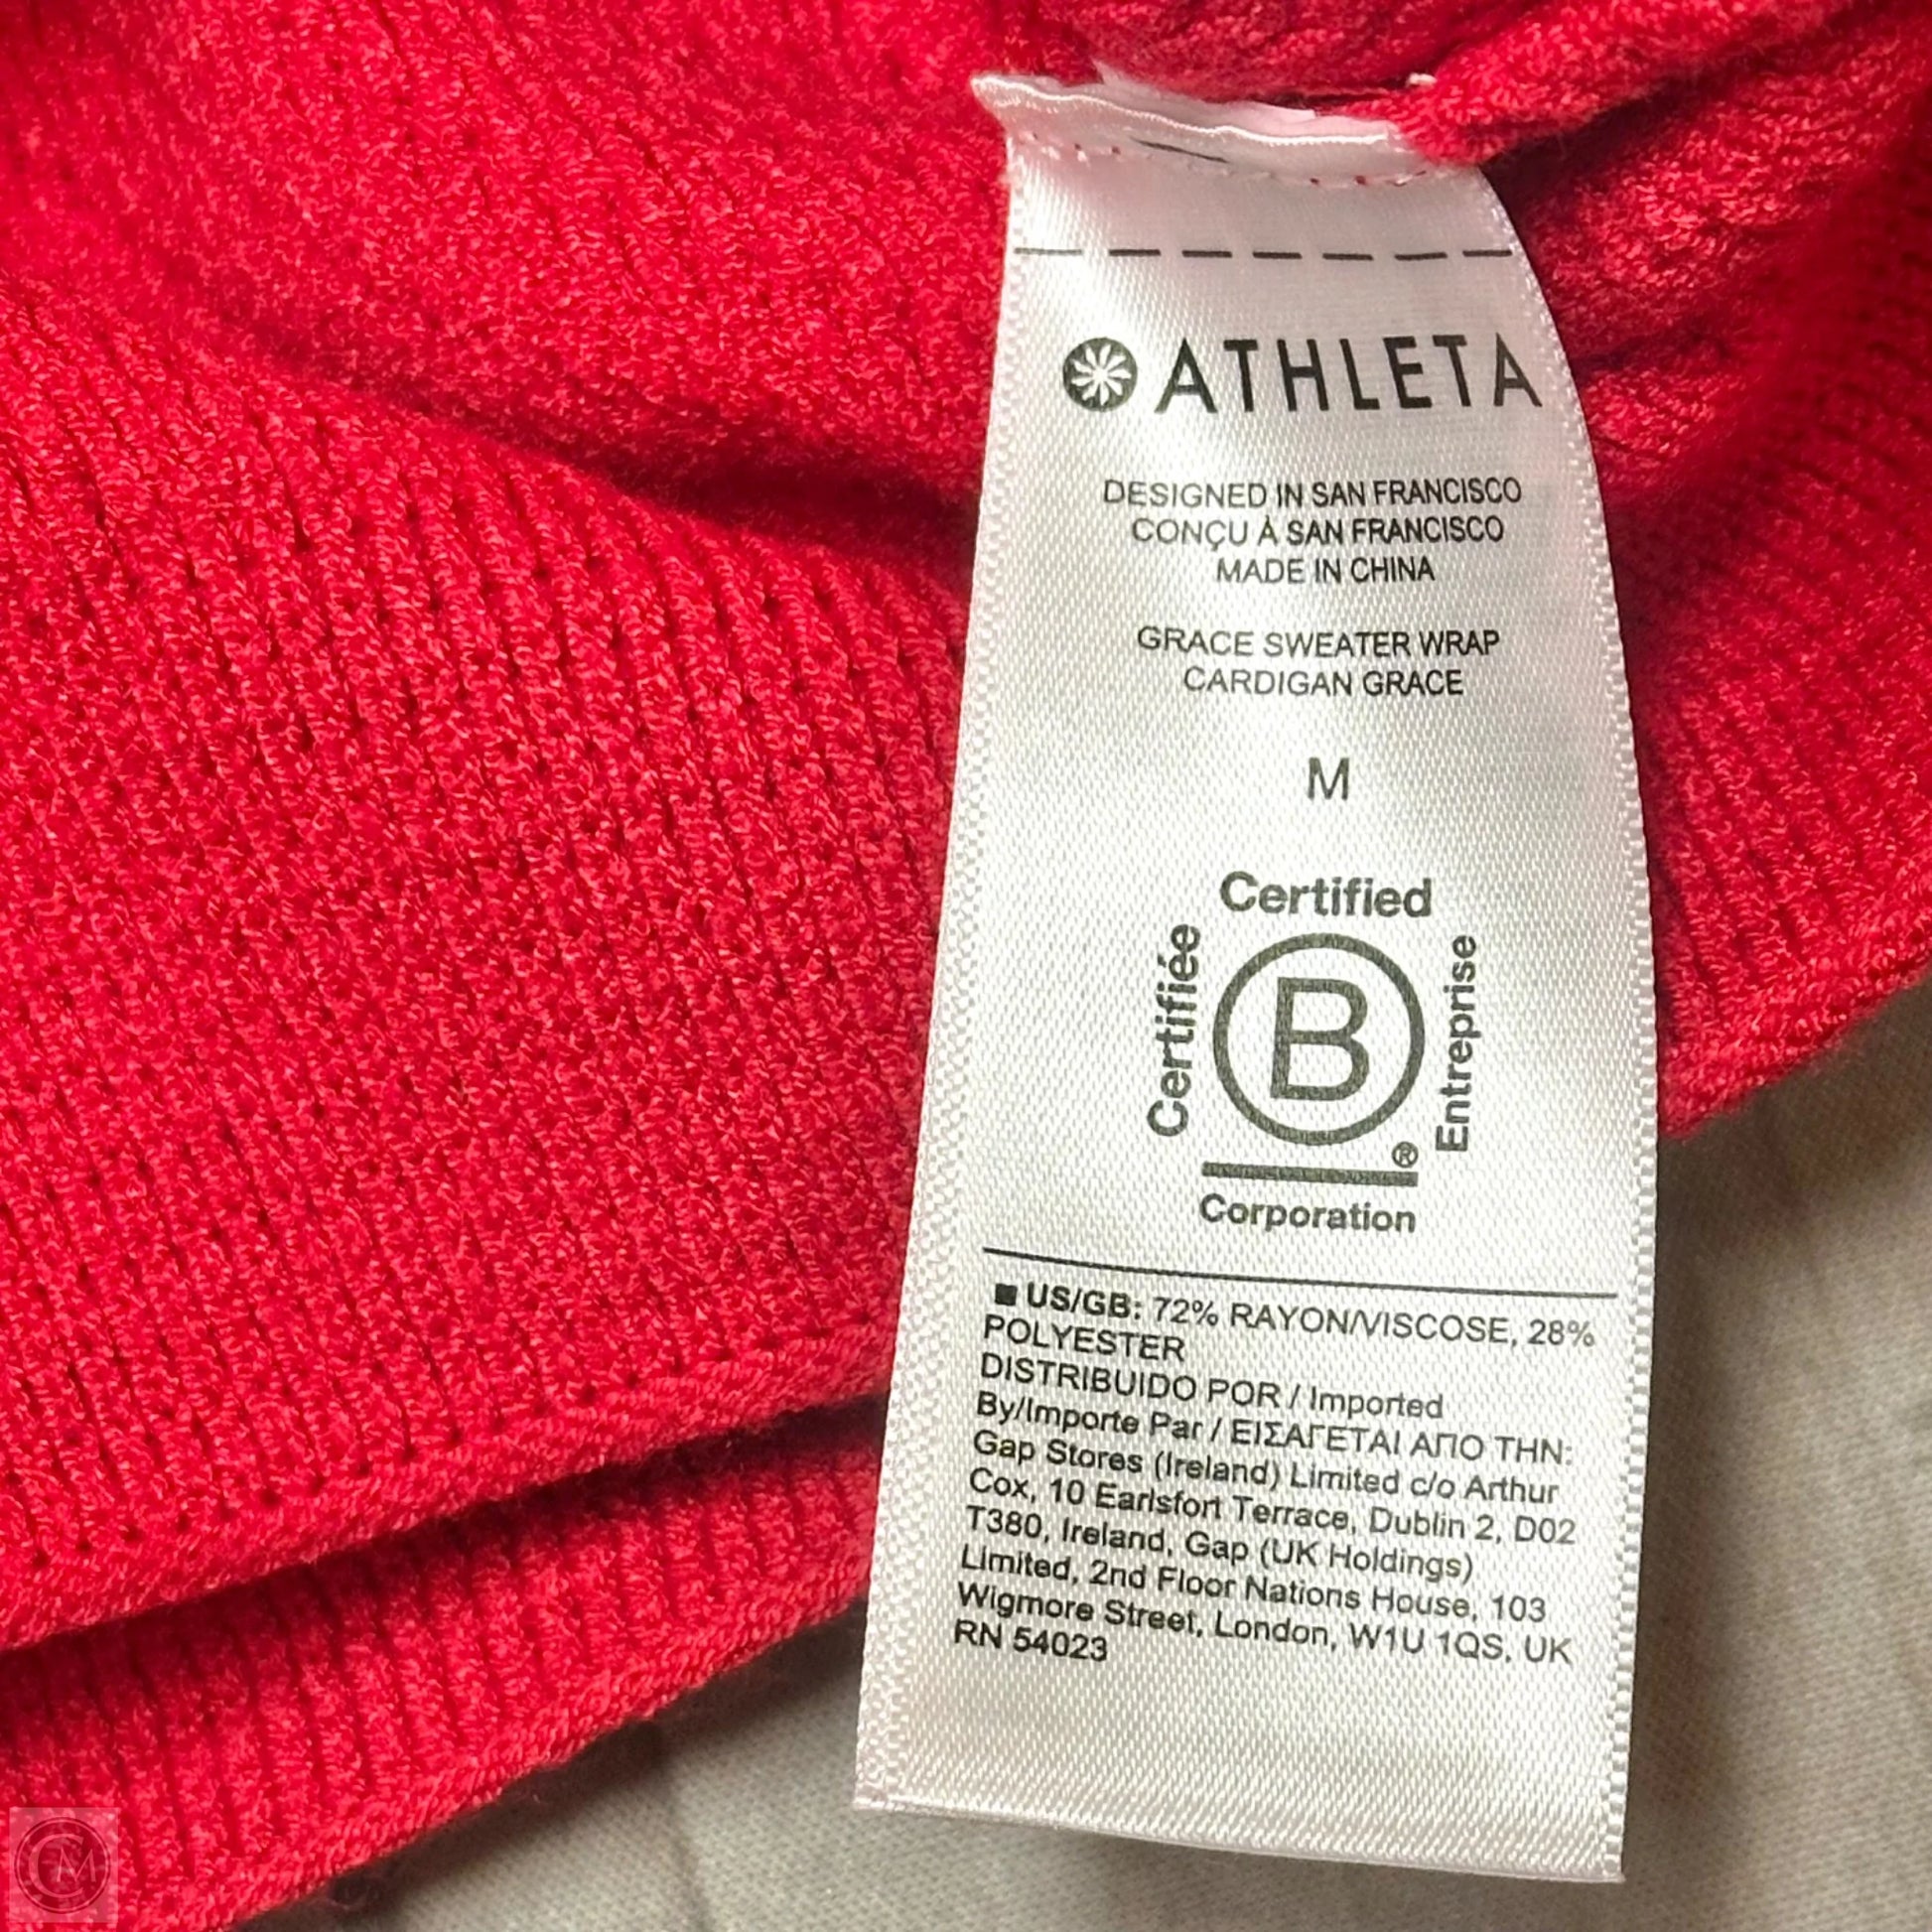 ATHLETA
DESIGNED IN SAN FRANCISCO
CONÇU À SAN FRANCISCO
MADE IN CHINA
GRACE SWEATER WRAP
CARDIGAN GRACE
M
Certified
Certifiée
B
Entreprise
®
Corporation
■ US/GB: 72% RAYON/VISCOSE, 28%
POLYESTER
DISTRIBUIDO POR / Imported
By/Importe Par / ΕΙΣΑΓΕΤΑΙ ΑΠΟ ΤΗΝ:
Gap Stores (Ireland) Limited c/o Arthur
Cox, 10 Earlsfort Terrace, Dublin 2, D02
T380, Ireland, Gap (UK Holdings)
Limited, 2nd Floor Nations House, 103
Wigmore Street, London, W1U 1QS, UK
RN 54023
CM